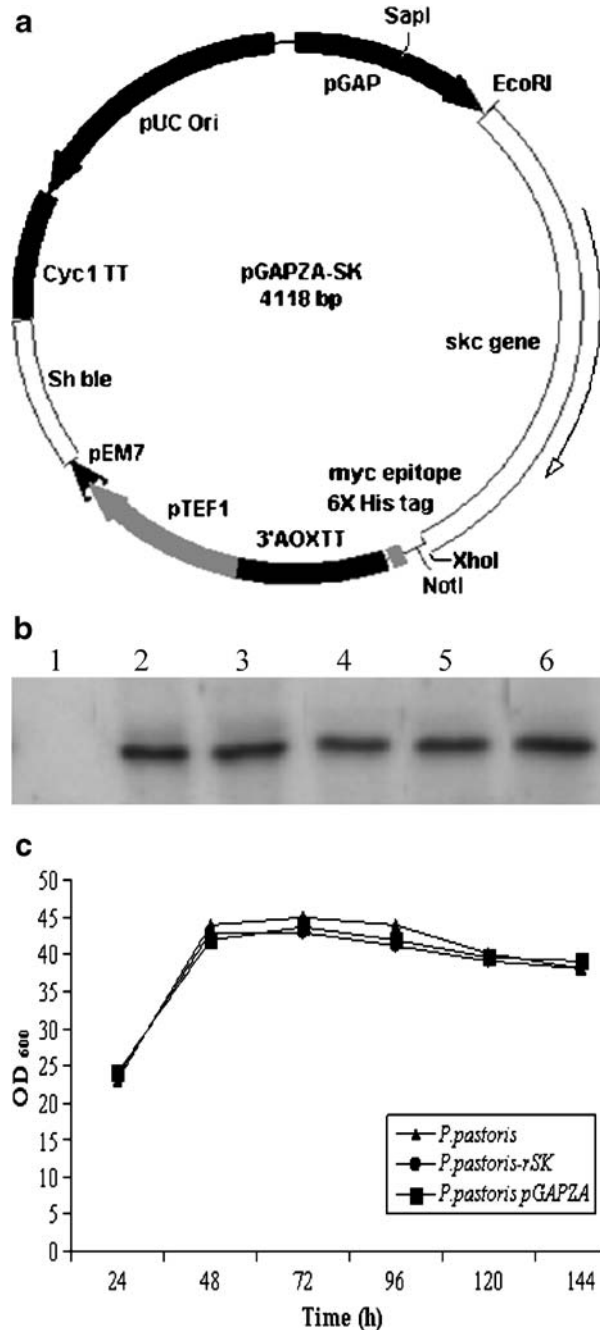 a
SapI
pGAP
EcoRI
pUC Ori
Cyc1 TT
pGAPZA-SK
4118 bp
skc gene
Sh ble
pEM7
pTEF1
myc epitope
6X His tag
3'AOXTT
XhoI
NotI
b
1 2 3 4 5 6
c
50
45
40
35
30
25
20
15
10
5
0
OD 600
P.pastoris
P.pastoris-rSK
P.pastoris pGAPZA
24 48 72 96 120 144
Time (h)